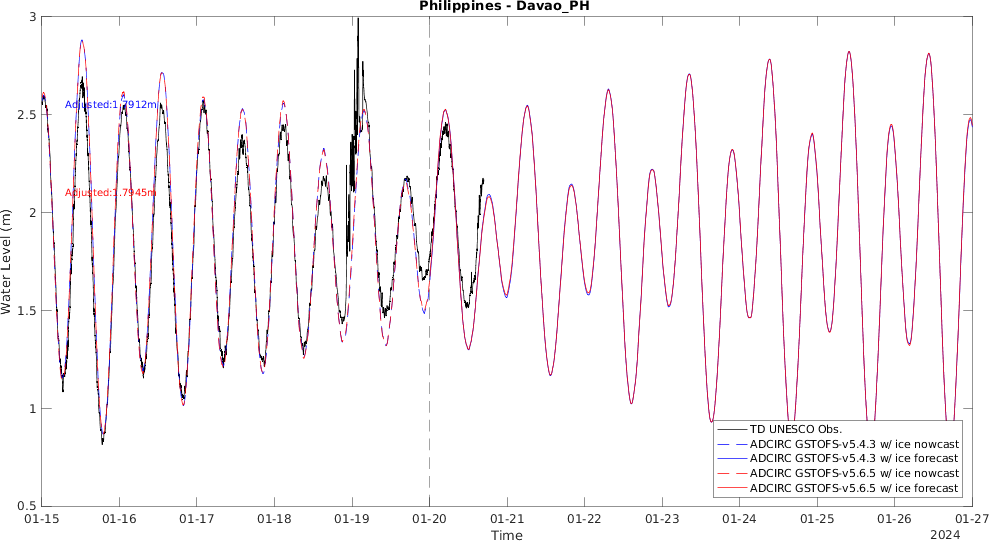 Philippines - Davao_PH
Water Level (m)
3
2.5
2
1.5
1
0.5
Adjusted:1.7912m
Adjusted:1.7945m
TD UNESCO Obs.
ADCIRC GSTOFS-v5.4.3 w/ ice nowcast
ADCIRC GSTOFS-v5.4.3 w/ ice forecast
ADCIRC GSTOFS-v5.6.5 w/ ice nowcast
ADCIRC GSTOFS-v5.6.5 w/ ice forecast
01-15 01-16 01-17 01-18 01-19 01-20 01-21 01-22 01-23 01-24 01-25 01-26 01-27
Time
2024